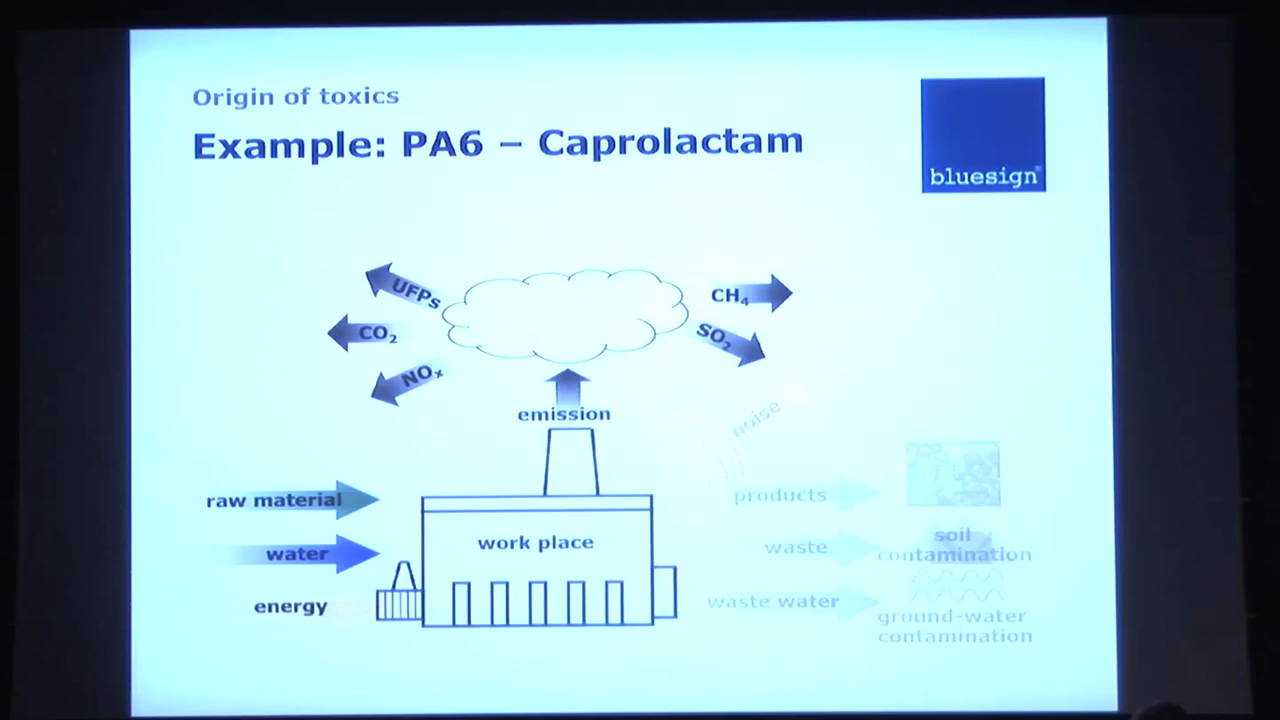 Origin of toxics
Example: PA6 – Caprolactam
bluesign®
UFPs
CO₂
NOₓ
CH₄
SO₂
emission
noise
raw material
water
energy
work place
products
waste
waste water
soil
contamination
ground-water
contamination